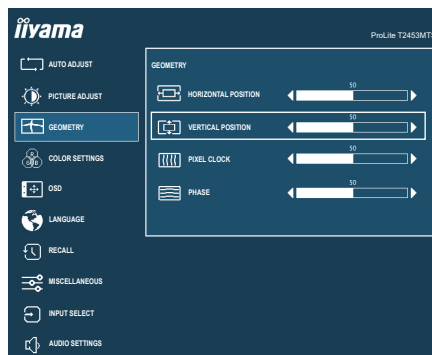 iiyama
ProLite T2453MTS
AUTO ADJUST
PICTURE ADJUST
GEOMETRY
COLOR SETTINGS
OSD
LANGUAGE
RECALL
MISCELLANEOUS
INPUT SELECT
AUDIO SETTINGS
GEOMETRY
HORIZONTAL POSITION
50
VERTICAL POSITION
50
PIXEL CLOCK
50
PHASE
50
R
G
B